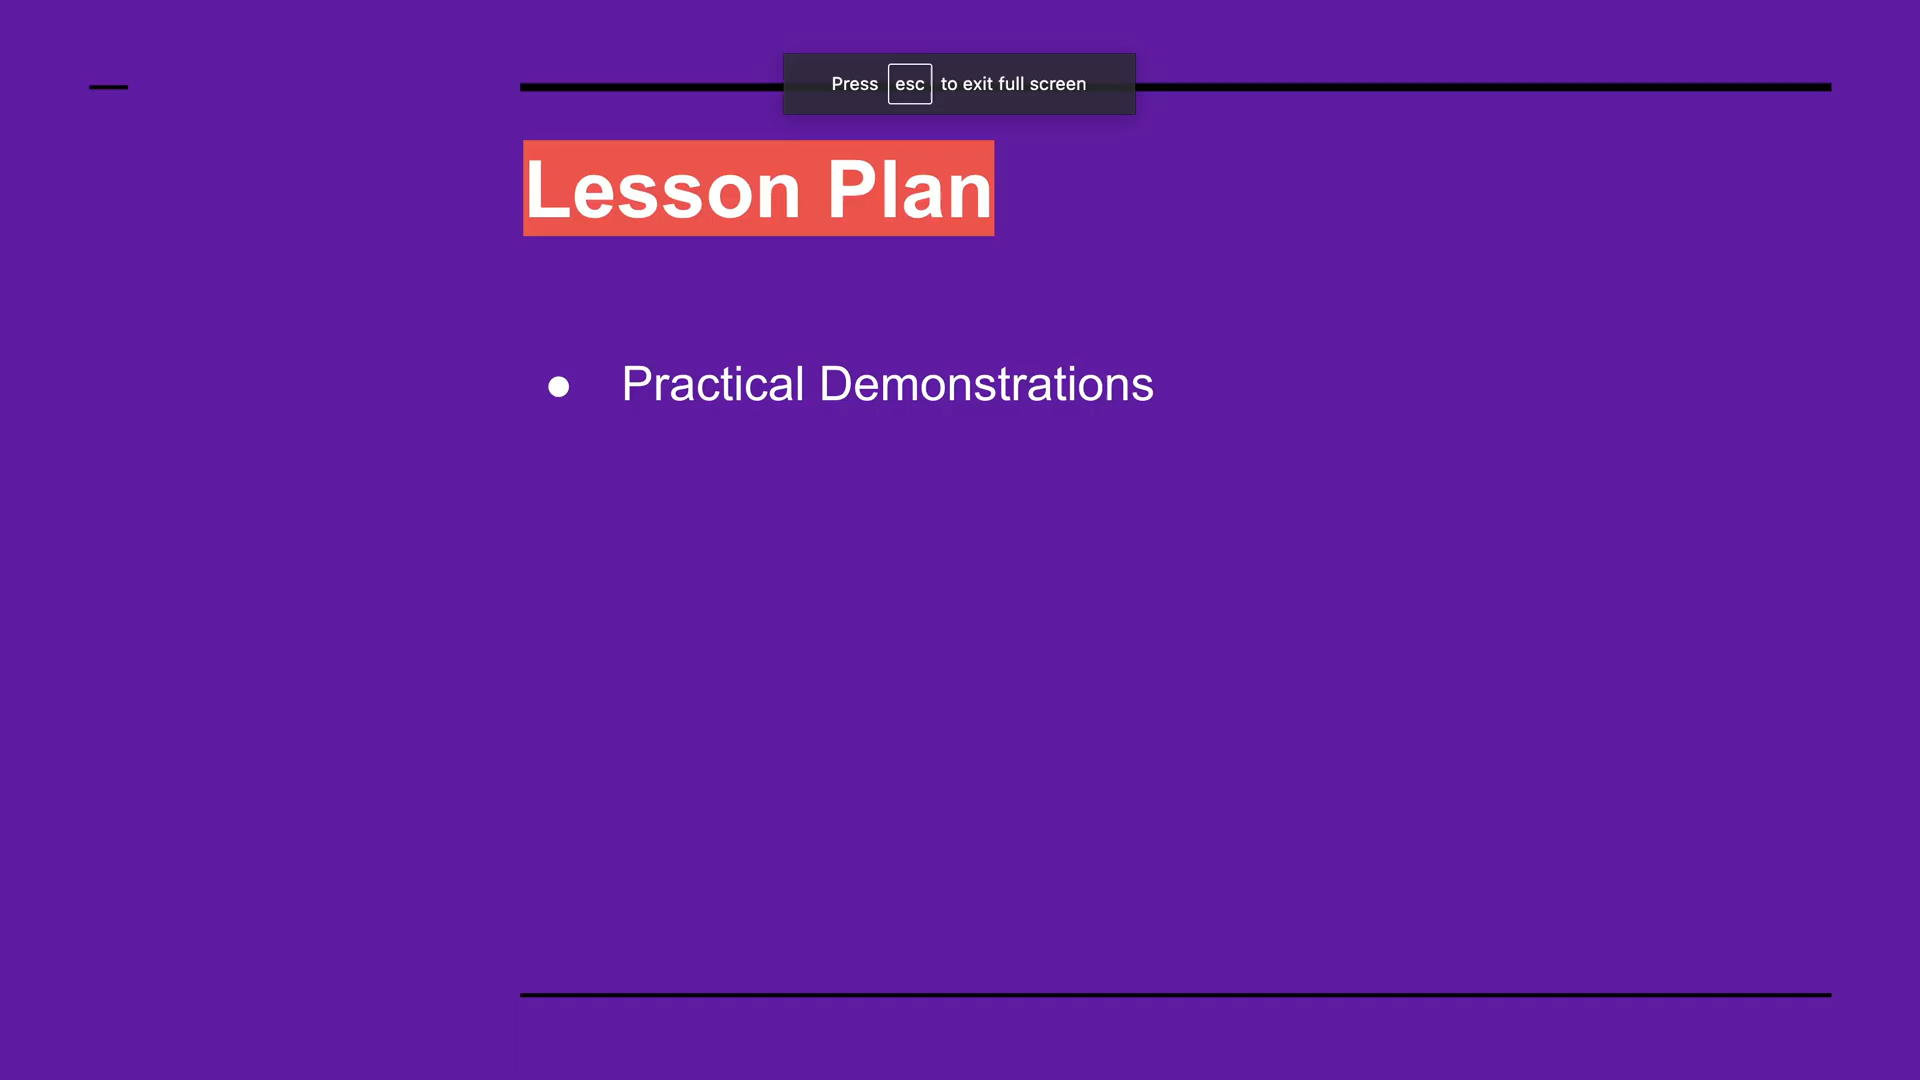 Press esc to exit full screen
Lesson Plan
● Practical Demonstrations